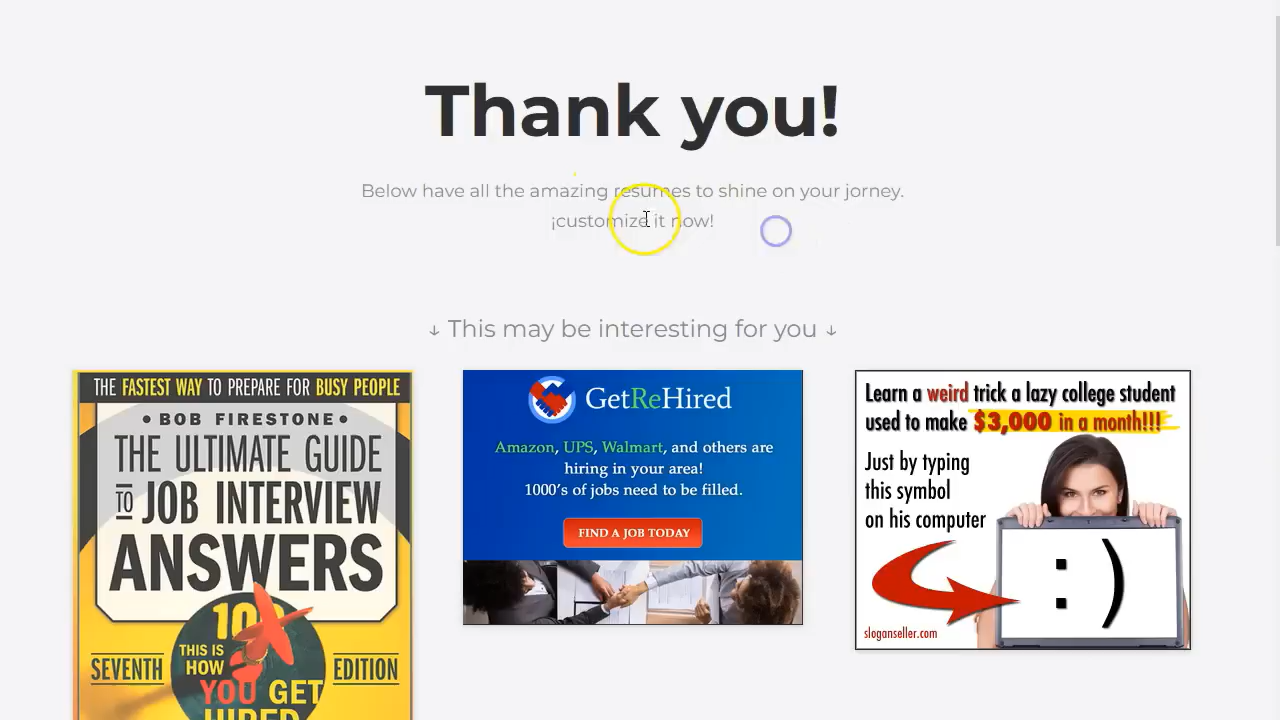 Thank you!
Below have all the amazing resumes to shine on your jorney.
¡customize it now!
↓ This may be interesting for you ↓
THE FASTEST WAY TO PREPARE FOR BUSY PEOPLE
• BOB FIRESTONE •
THE ULTIMATE GUIDE
TO JOB INTERVIEW
ANSWERS
THIS IS
HOW
SEVENTH
EDITION
YOU GET
HIRED
GetReHired
Amazon, UPS, Walmart, and others are
hiring in your area!
1000's of jobs need to be filled.
FIND A JOB TODAY
Learn a weird trick a lazy college student
used to make $3,000 in a month!!!
Just by typing
this symbol
on his computer
:)
sloganseller.com